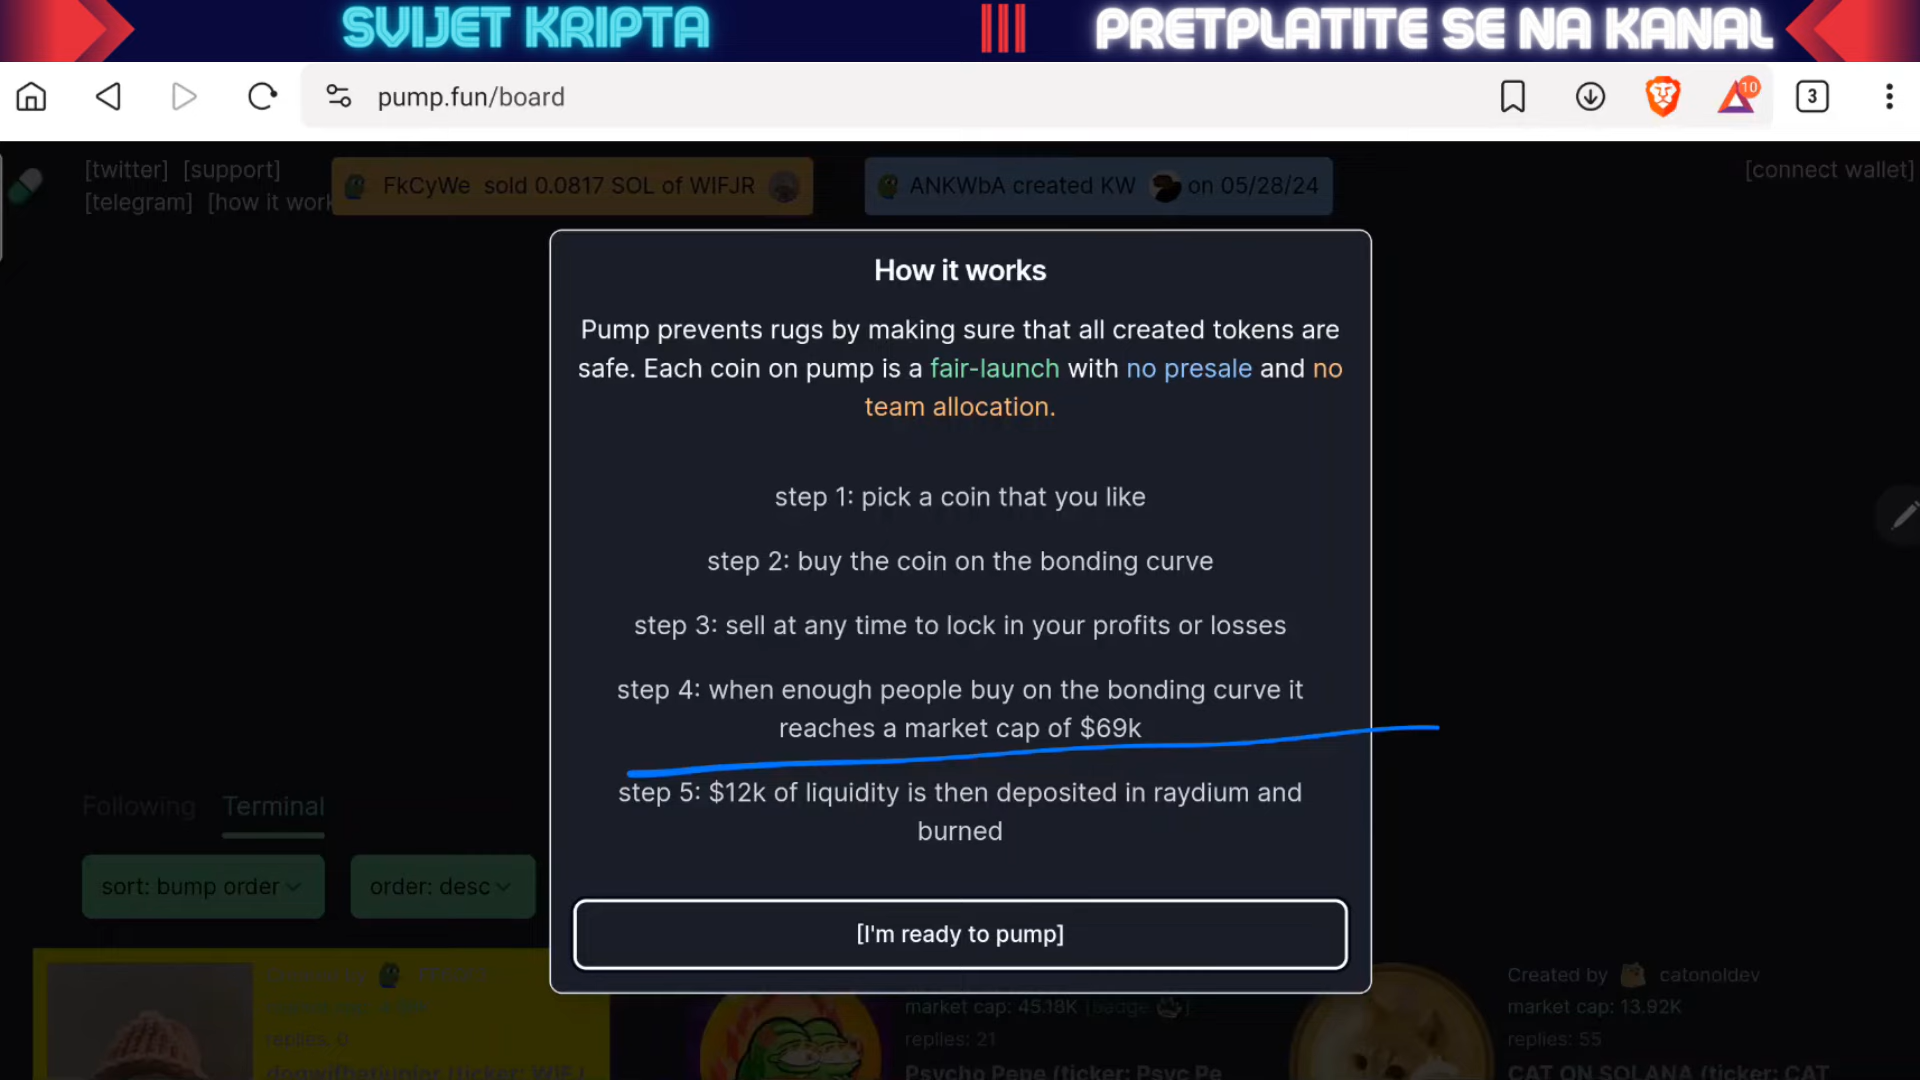 SVIJET KRIPTA
PRETPLATITE SE NA KANAL
pump.fun/board
10
3
[twitter] [support]
[telegram] [how it work
FkCyWe sold 0.0817 SOL of WIFJR
ANKWbA created KW on 05/28/24
[connect wallet]
How it works
Pump prevents rugs by making sure that all created tokens are
safe. Each coin on pump is a fair-launch with no presale and no
team allocation.
step 1: pick a coin that you like
step 2: buy the coin on the bonding curve
step 3: sell at any time to lock in your profits or losses
step 4: when enough people buy on the bonding curve it
reaches a market cap of $69k
step 5: $12k of liquidity is then deposited in raydium and
burned
[I'm ready to pump]
Following Terminal
sort: bump order
order: desc
Created by
replies: 0
market cap: 45.18K [badge: ]
replies: 21
Psycho Pepe (ticker: Psyc Pe
Created by catonoldev
market cap: 13.92K
replies: 55
CAT ON SOLANA (ticker: CAT